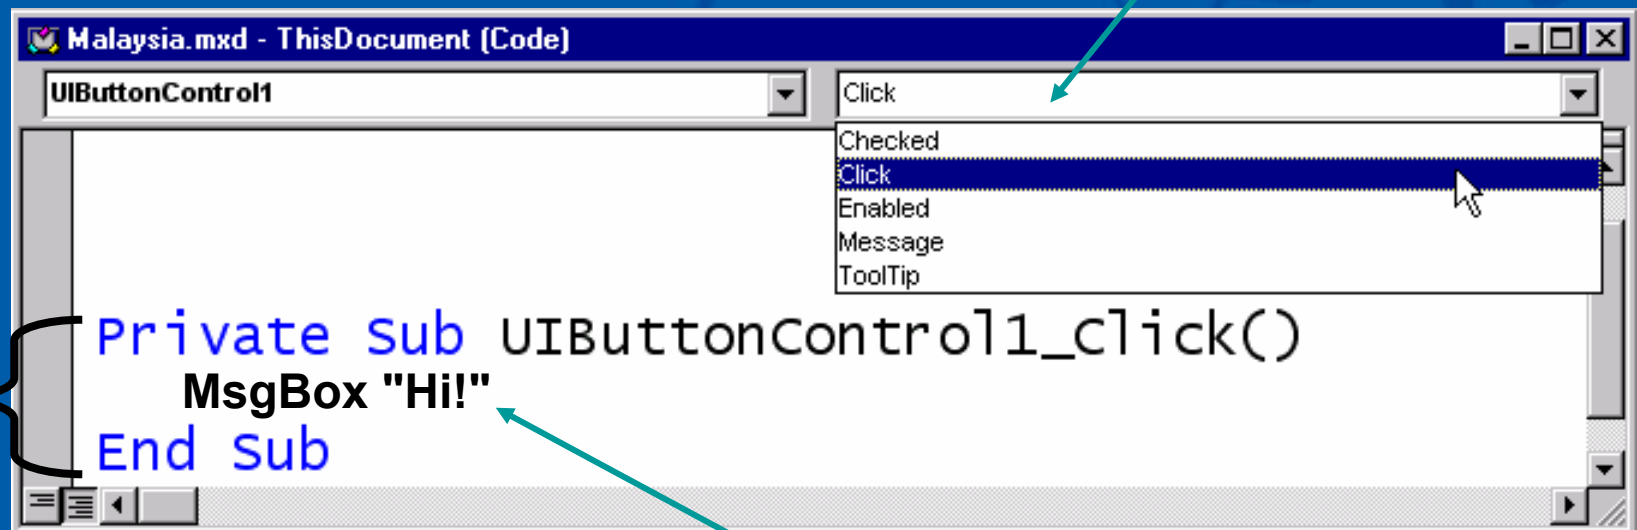 Malaysia.mxd - ThisDocument (Code)
UIButtonControl1
Click
Checked
Click
Enabled
Message
ToolTip
Private Sub UIButtonControl1_Click()
MsgBox "Hi!"
End Sub